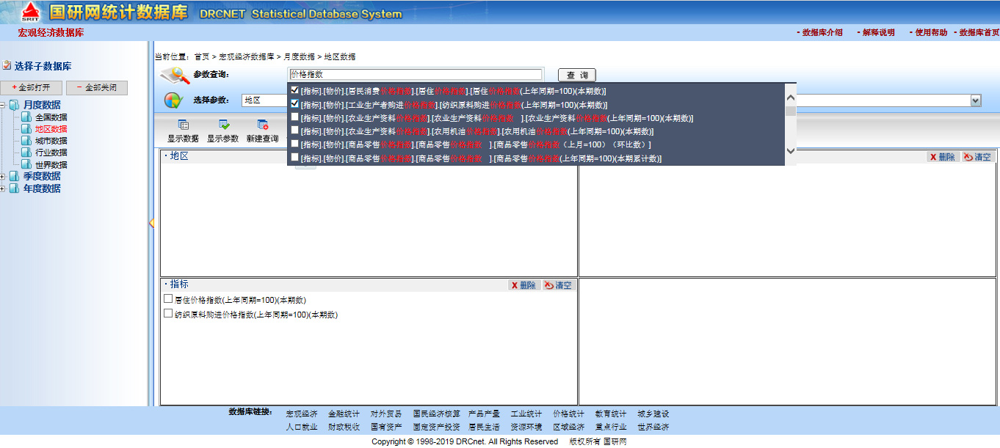 SRIT 国研网统计数据库 DRCNET Statistical Database System
宏观经济数据库
- 数据库介绍 - 解释说明 - 使用帮助 - 数据库首页
选择子数据库
+ 全部打开 - 全部关闭
月度数据
全国数据
地区数据
城市数据
行业数据
世界数据
季度数据
年度数据
当前位置: 首页 > 宏观经济数据库 > 月度数据 > 地区数据
参数查询: 价格指数 查 询
[指标].[物价].[居民消费价格指数].[居住价格指数].[居住价格指数(上年同期=100)(本期数)]
[指标].[物价].[工业生产者购进价格指数].[纺织原料购进价格指数(上年同期=100)(本期数)]
[指标].[物价].[农业生产资料价格指数].[农业生产资料价格指数 ].[农业生产资料价格指数(上年同期=100)(本期数)]
[指标].[物价].[农业生产资料价格指数].[农用机油价格指数].[农用机油价格指数(上年同期=100)(本期数)]
[指标].[物价].[商品零售价格指数].[商品零售价格指数 ].[商品零售价格指数（上月=100）（环比数）]
[指标].[物价].[商品零售价格指数].[商品零售价格指数 ].[商品零售价格指数(上年同期=100)(本期累计数)]
选择参数: 地区
显示数据 显示参数 新建查询
· 地区
X 删除 清空
· 指标 X 删除 清空
居住价格指数(上年同期=100)(本期数)
纺织原料购进价格指数(上年同期=100)(本期数)
数据库链接: 宏观经济 金融统计 对外贸易 国民经济核算 产品产量 工业统计 价格统计 教育统计 城乡建设
人口就业 财政税收 国有资产 固定资产投资 居民生活 资源环境 区域经济 重点行业 世界经济
Copyright © 1998-2019 DRCnet. All Rights Reserved 版权所有 国研网